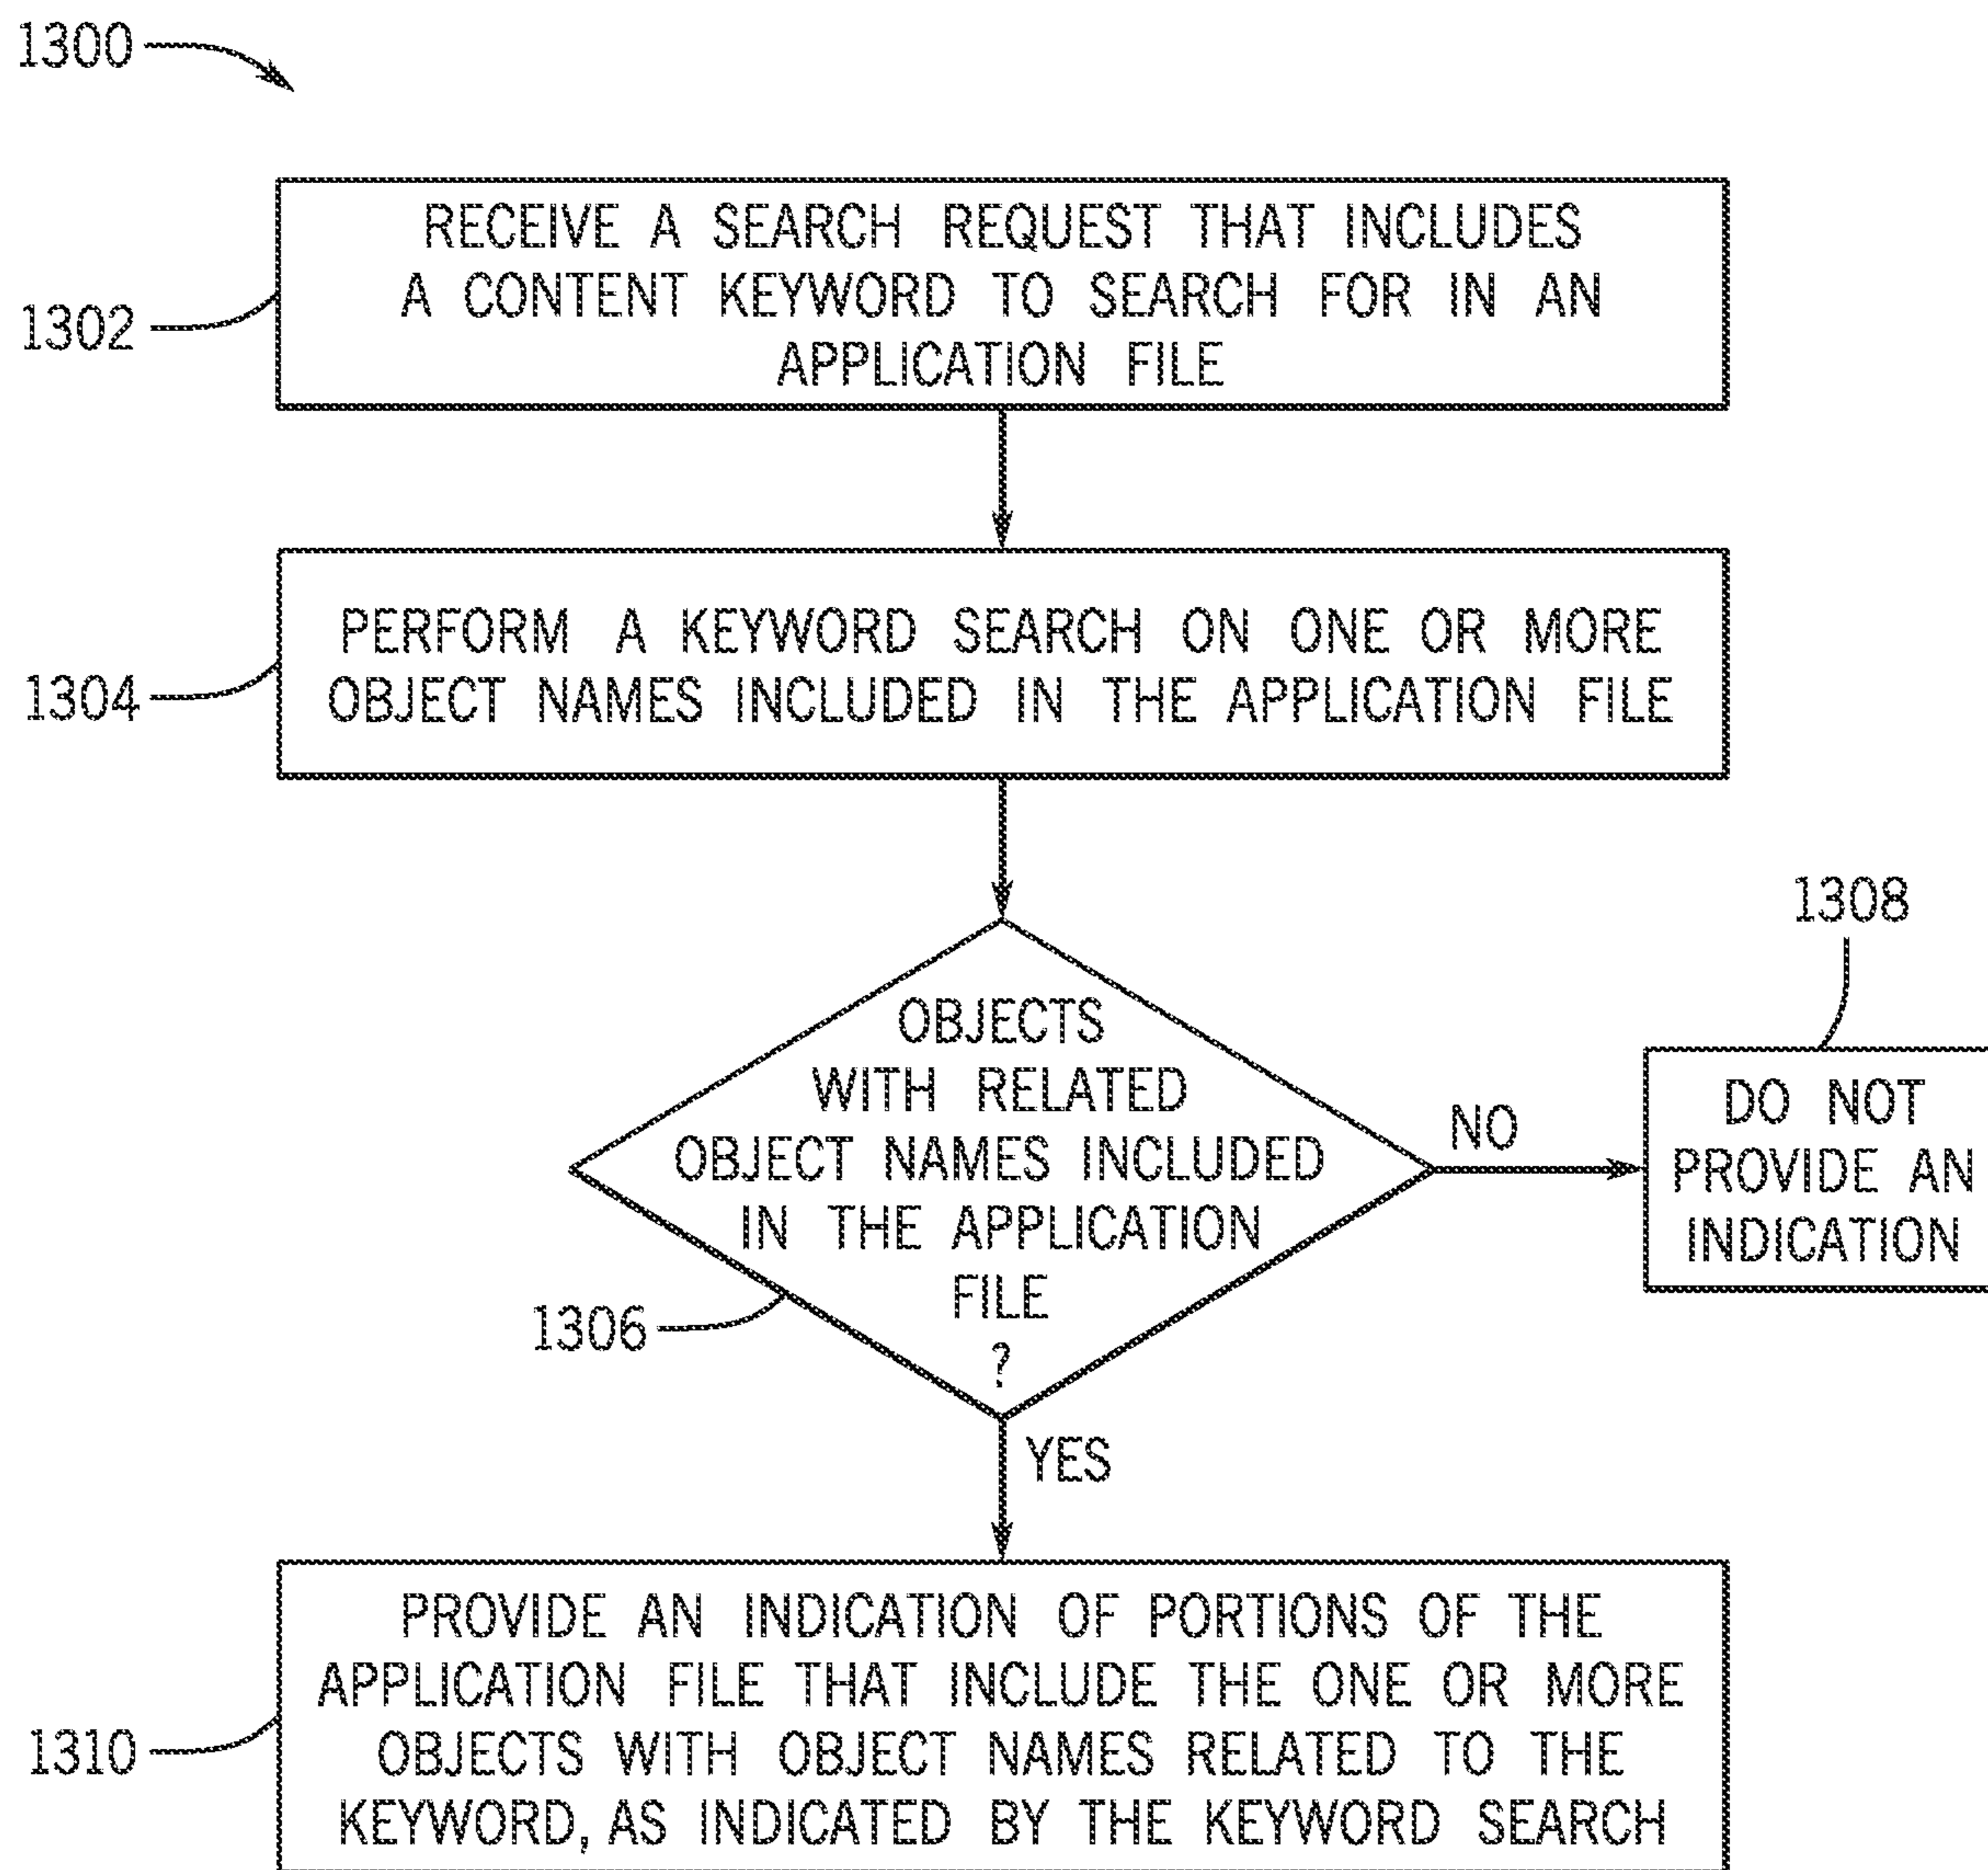 1300
RECEIVE A SEARCH REQUEST THAT INCLUDES
A CONTENT KEYWORD TO SEARCH FOR IN AN
APPLICATION FILE
1302
PERFORM A KEYWORD SEARCH ON ONE OR MORE
OBJECT NAMES INCLUDED IN THE APPLICATION FILE
1304
OBJECTS
WITH RELATED
OBJECT NAMES INCLUDED
IN THE APPLICATION
FILE
?
1306
NO
1308
DO NOT
PROVIDE AN
INDICATION
YES
PROVIDE AN INDICATION OF PORTIONS OF THE
APPLICATION FILE THAT INCLUDE THE ONE OR MORE
OBJECTS WITH OBJECT NAMES RELATED TO THE
KEYWORD, AS INDICATED BY THE KEYWORD SEARCH
1310